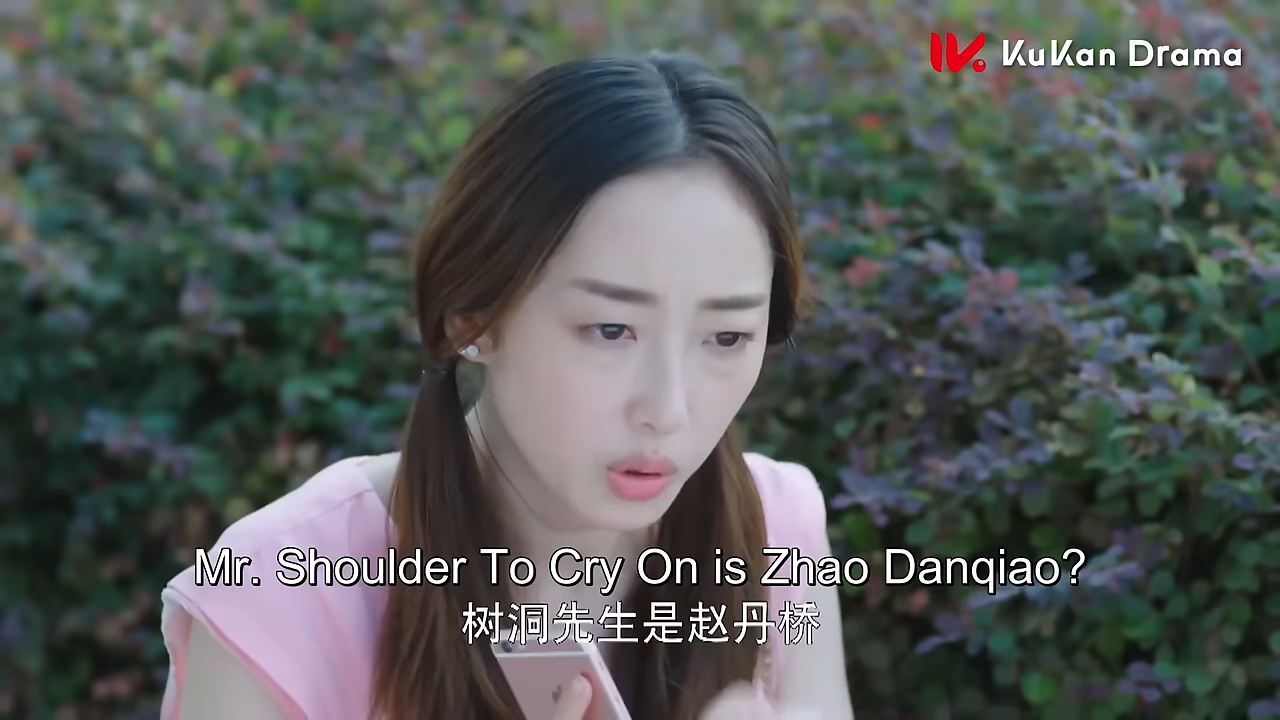 KuKan Drama
Mr. Shoulder To Cry On is Zhao Danqiao?
树洞先生是赵丹桥